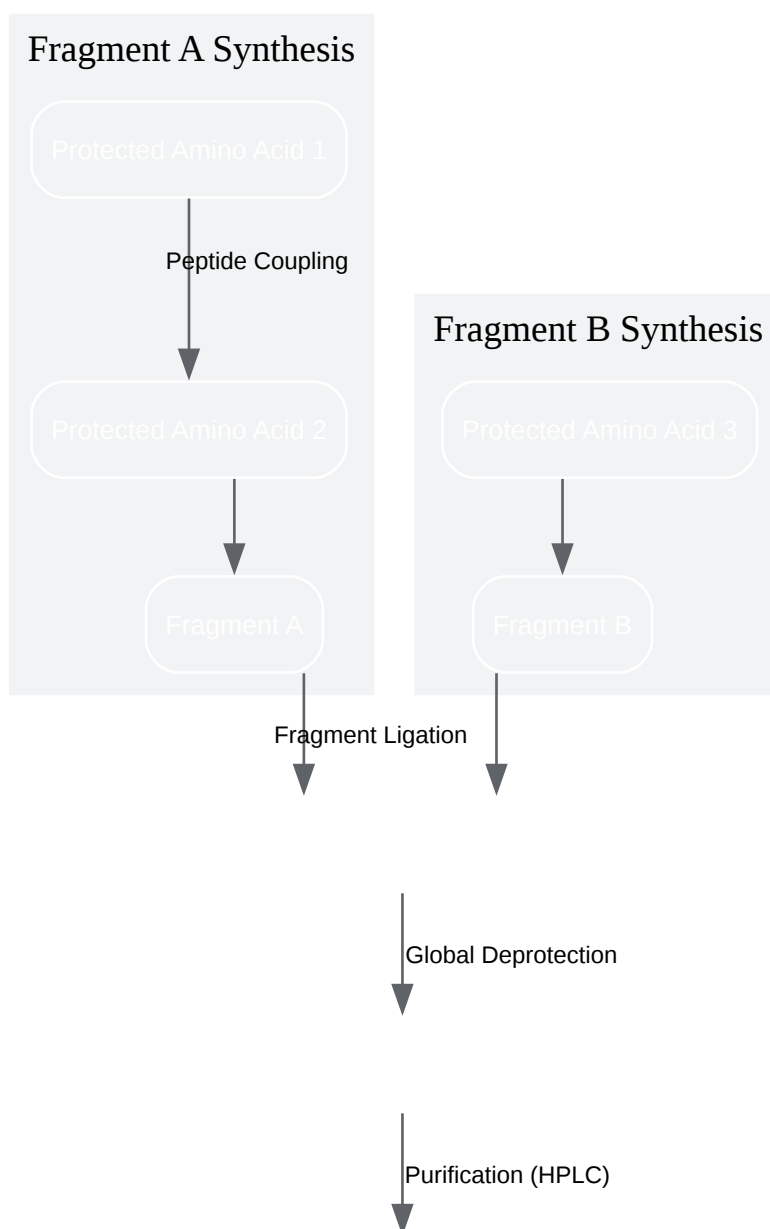 Fragment A Synthesis
Protected Amino Acid 1
Peptide Coupling
Fragment B Synthesis
Protected Amino Acid 2
Protected Amino Acid 3
Fragment A
Fragment B
Fragment Ligation
Global Deprotection
Purification (HPLC)